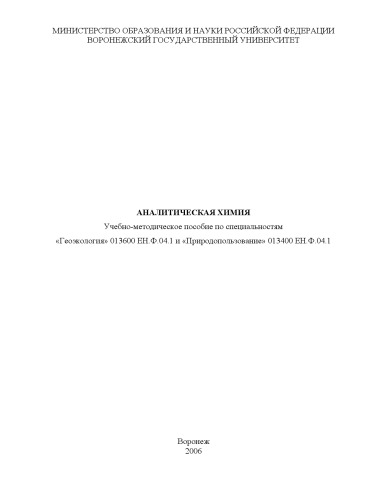 МИНИСТЕРСТВО ОБРАЗОВАНИЯ И НАУКИ РОССИЙСКОЙ ФЕДЕРАЦИИ
ВОРОНЕЖСКИЙ ГОСУДАРСТВЕННЫЙ УНИВЕРСИТЕТ
АНАЛИТИЧЕСКАЯ ХИМИЯ
Учебно-методическое пособие по специальностям
«Геоэкология» 013600 ЕН.Ф.04.1 и «Природопользование» 013400 ЕН.Ф.04.1
Воронеж
2006